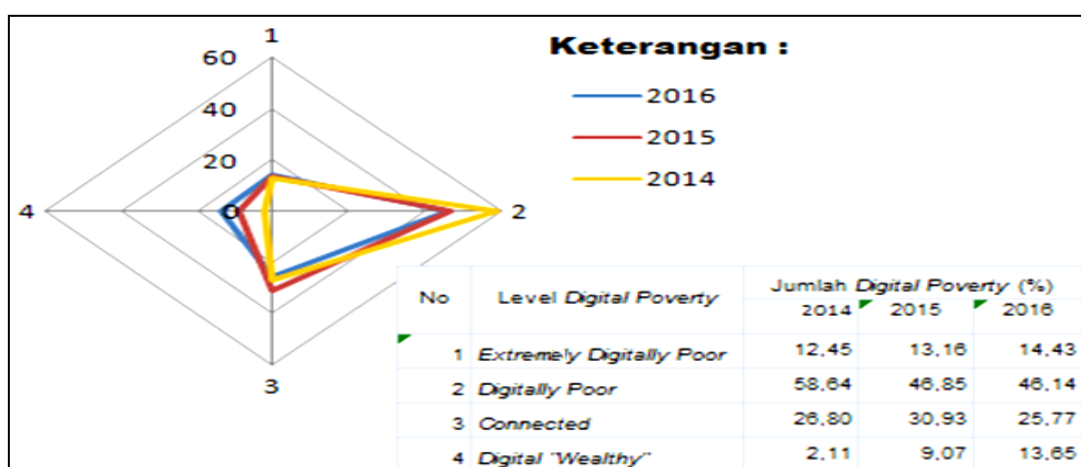 1
60
40
20
0
4
2
3
Keterangan :
2016
2015
2014
No Level Digital Poverty Jumlah Digital Poverty (%)
2014 2015 2016
1 Extremely Digitally Poor 12,45 13,16 14,43
2 Digitally Poor 58,64 46,85 46,14
3 Connected 26,80 30,93 25,77
4 Digital "Wealthy" 2,11 9,07 13,65